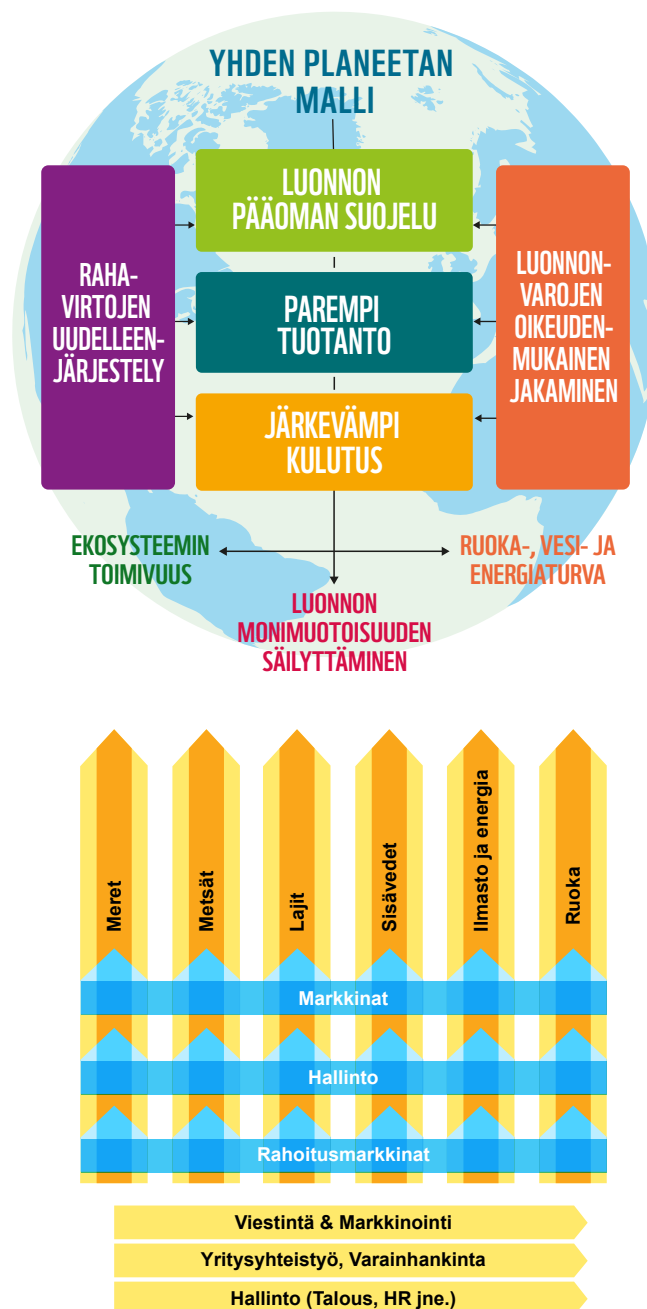 YHDEN PLANEETAN
MALLI
LUONNON
PÄÄOMAN SUOJELU
RAHA-
VIRTOJEN
UUDELLEEN-
JÄRJESTELY
PAREMPI
TUOTANTO
LUONNON-
VAROJEN
OIKEUDEN-
MUKAINEN
JAKAMINEN
JÄRKEVÄMPI
KULUTUS
EKOSYSTEEMIN
TOIMIVUUS
RUOKA-, VESI- JA
ENERGIATURVA
LUONNON
MONIMUOTOISUUDEN
SÄILYTTÄMINEN
Meret
Metsät
Lajit
Sisävedet
Ilmasto ja energia
Ruoka
Markkinat
Hallinto
Rahoitusmarkkinat
Viestintä & Markkinointi
Yritysyhteistyö, Varainhankinta
Hallinto (Talous, HR jne.)